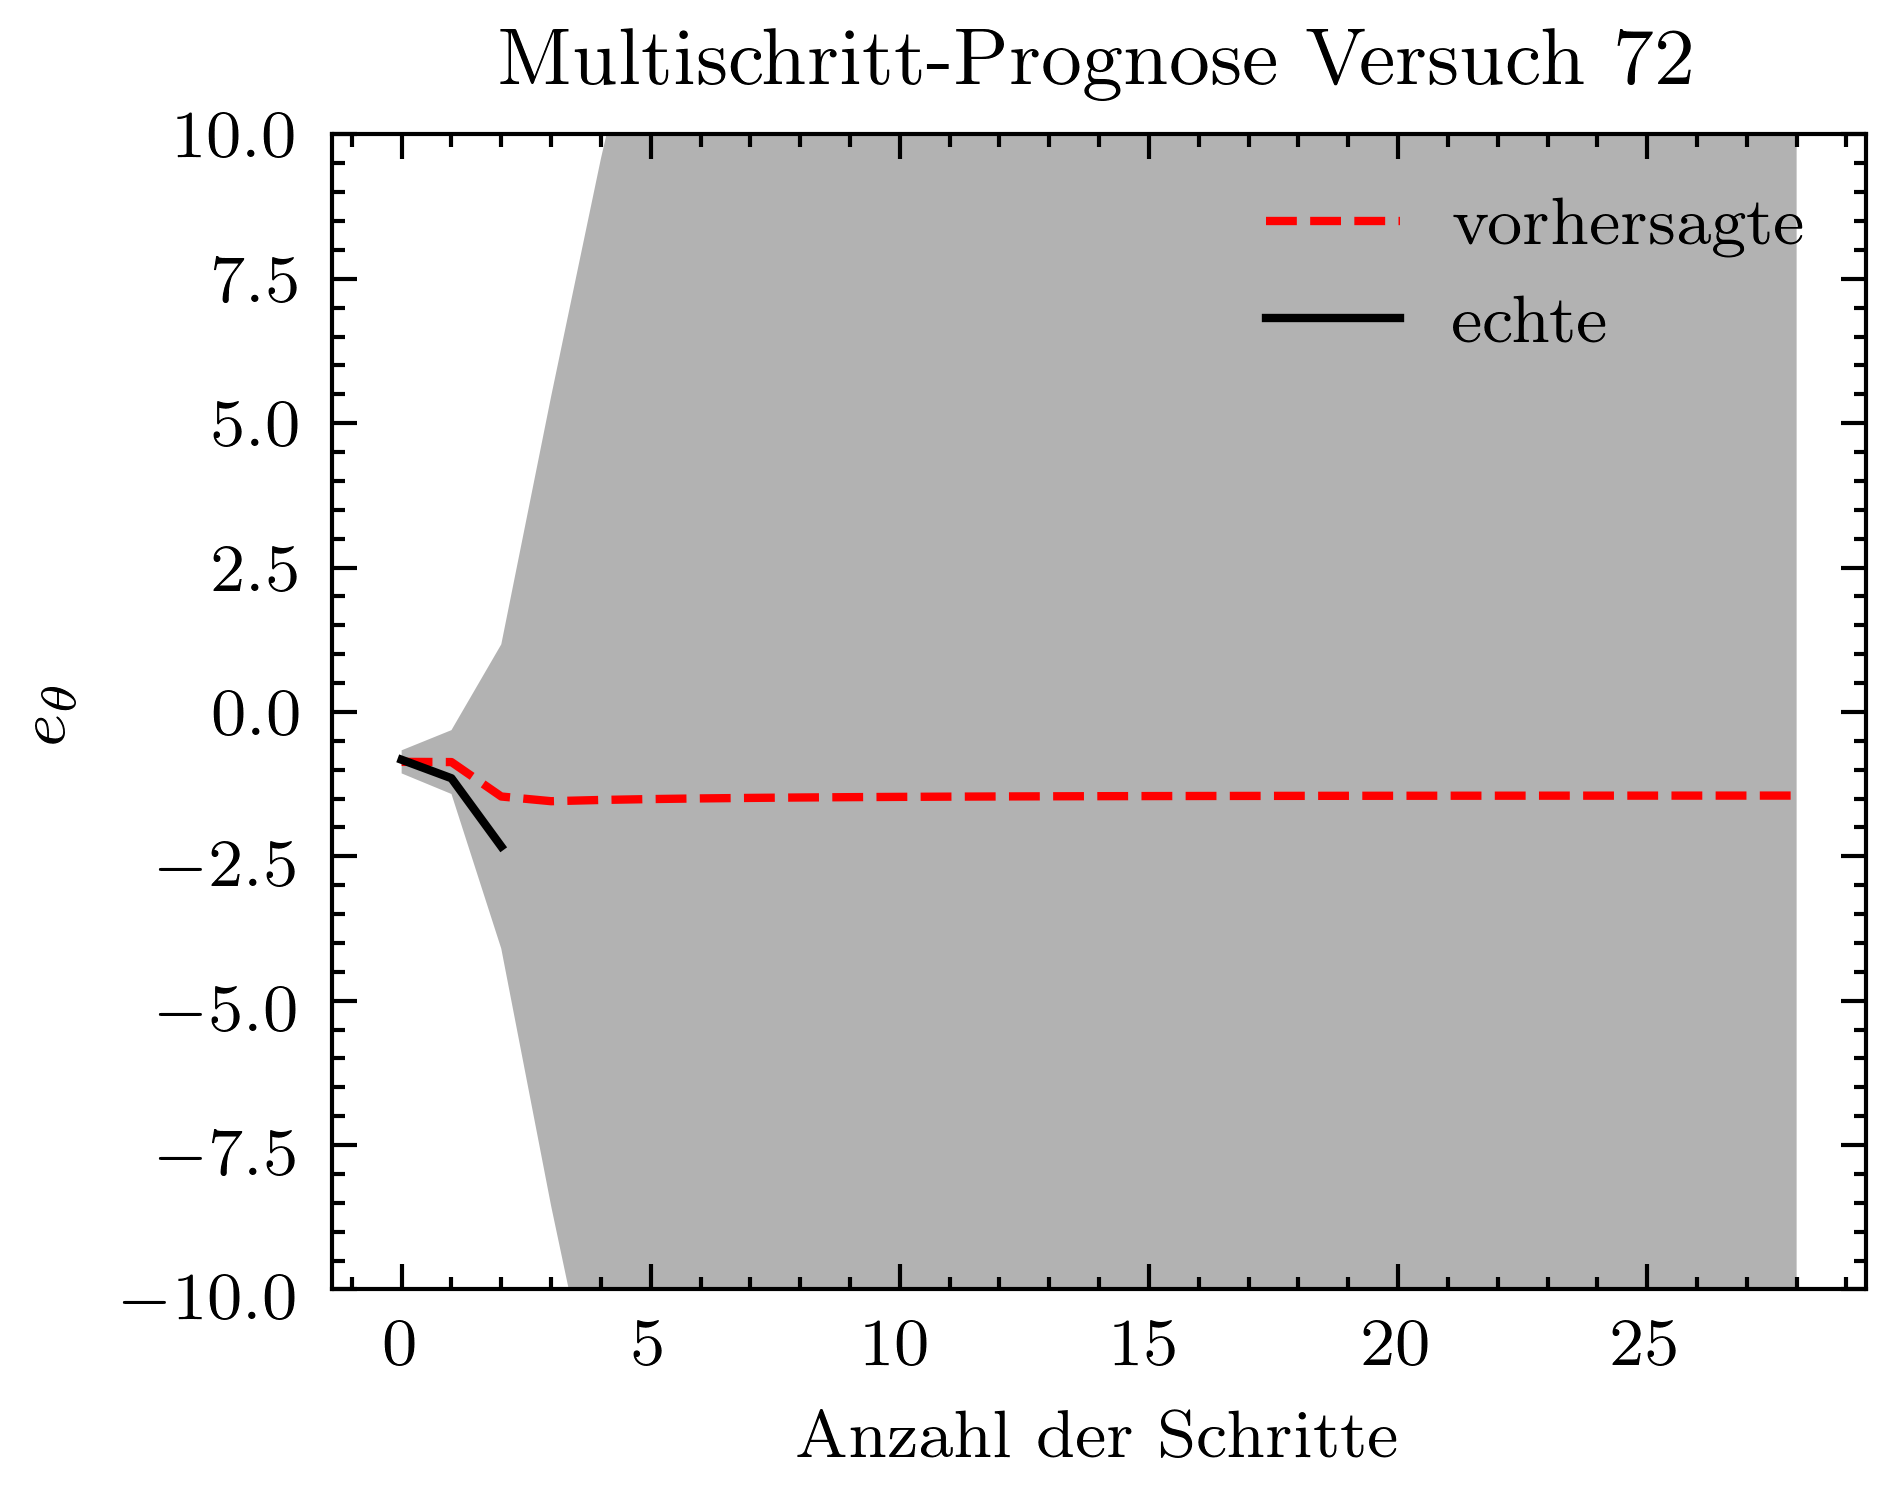 Multischritt-Prognose Versuch 72
10.0
7.5
5.0
2.5
0.0
−2.5
−5.0
−7.5
−10.0
e_θ
vorhersagte
echte
0 5 10 15 20 25
Anzahl der Schritte